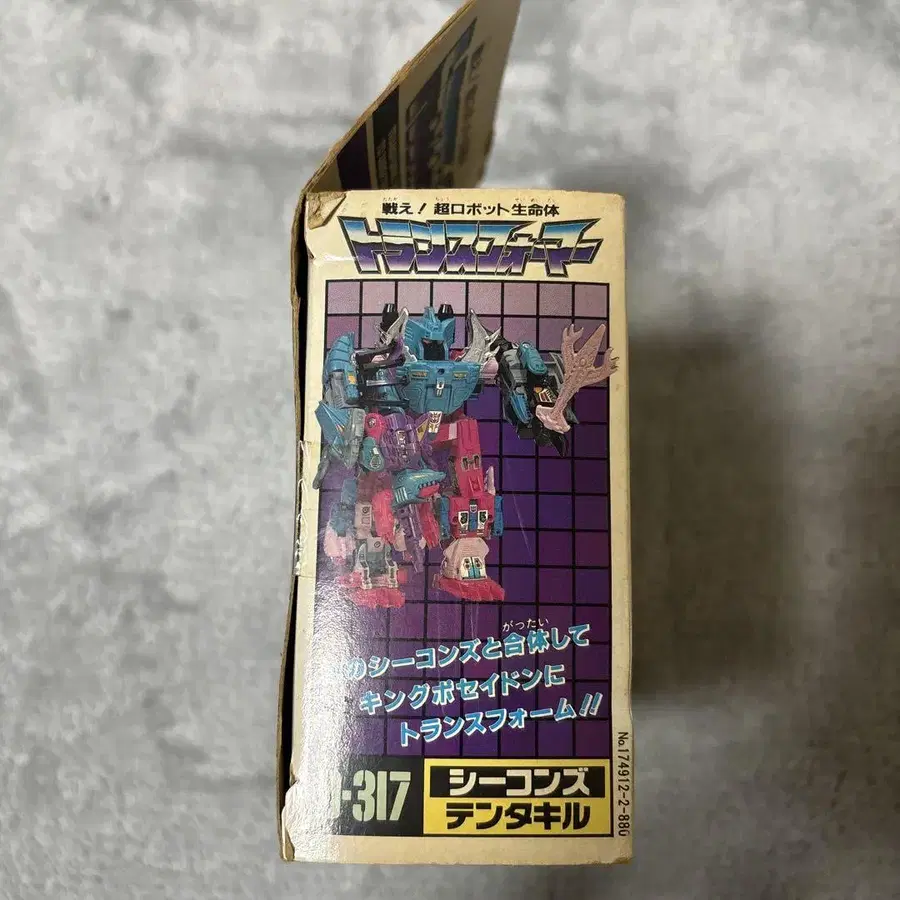 戦え！超ロボット生命体
トランスフォーマー
のシーコンズと合体して
キングポセイドンに
トランスフォーム!!
-317
シーコンズ
テンタキル
No.174912-2-880